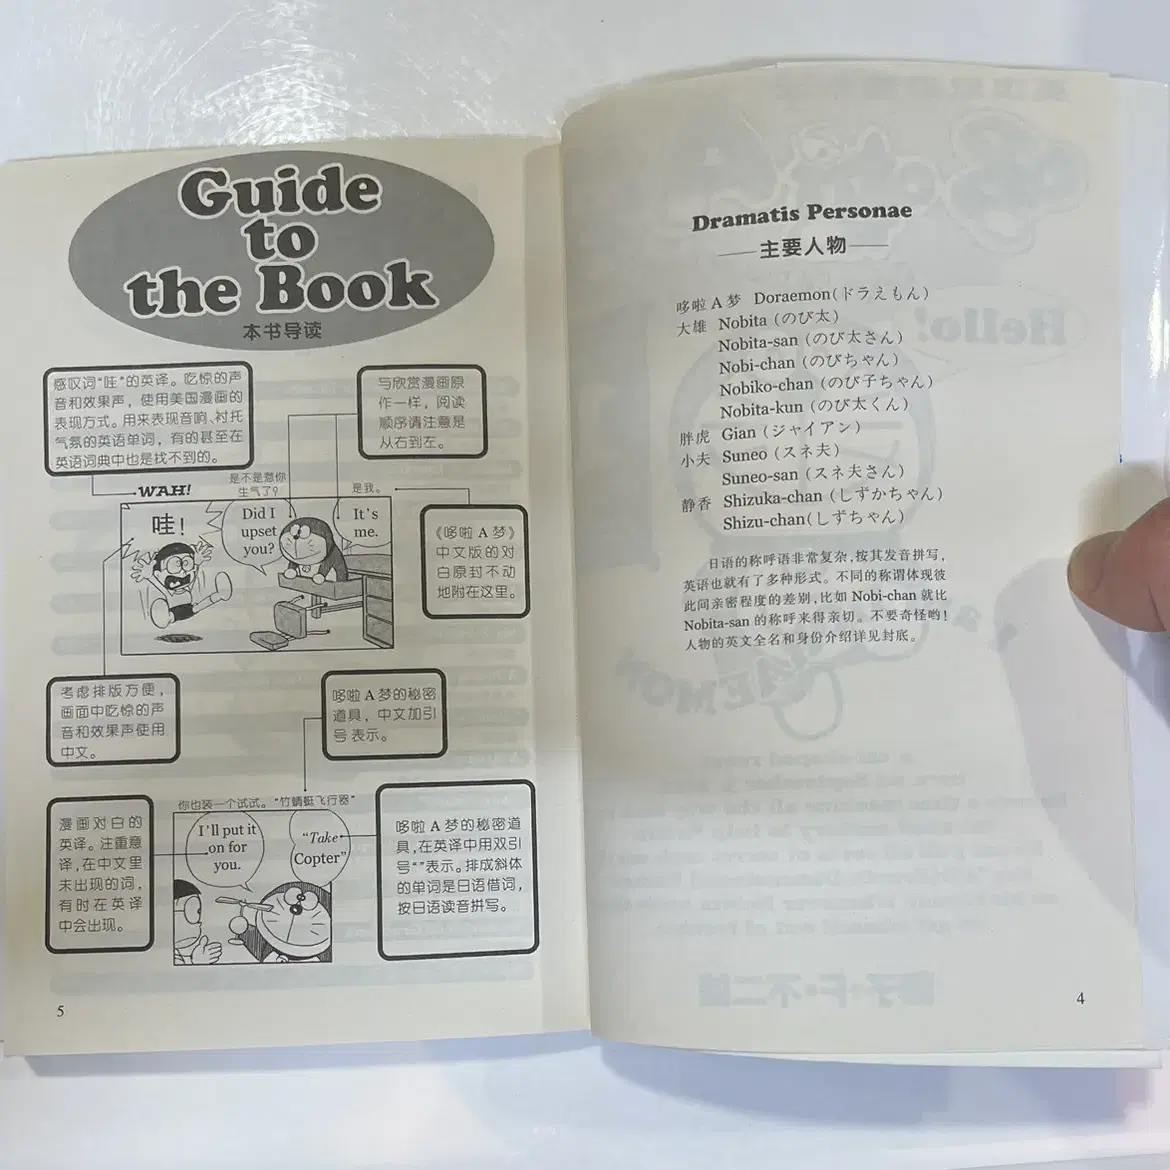 Dramatis Personae
主要人物
哆啦 A 梦 Doraemon(ドラえもん)
大雄 Nobita (のび太)
Nobita-san (のび太さん)
Nobi-chan (のびちゃん)
Nobiko-chan (のび子ちゃん)
Nobita-kun (のび太くん)
胖虎 Gian (ジャイアン)
小夫 Suneo (スネ夫)
Suneo-san (スネ夫さん)
静香 Shizuka-chan (しずかちゃん)
Shizu-chan(しずちゃん)
日语的称呼语非常复杂,按其发音拼写,
英语也就有了多种形式。不同的称谓体现彼
此间亲密程度的差别,比如 Nobi-chan 就比
Nobita-san 的称呼来得亲切。不要奇怪哟!
人物的英文全名和身份介绍详见封底。
4
Guide
to
the Book
本书导读
感叹词“哇”的英译。吃惊的声
音和效果声，使用美国漫画的
表现方式。用来表现音响、衬托
气氛的英语单词，有的甚至在
英语词典中也是找不到的。
与欣赏漫画原
作一样，阅读
顺序请注意是
从右到左。
WAH!
是不是惹你
生气了?
是我。
哇!
Did I
upset
you?
It's
me.
《哆啦 A 梦》
中文版的对
白原封不动
地附在这里。
考虑排版方便，
画面中吃惊的声
音和效果声使用
中文。
哆啦 A 梦的秘密
道具，中文加引
号表示。
你也装一个试试。“竹蜻蜓飞行器”
漫画对白的
英译。注重意
译,在中文里
未出现的词,
有时在英译
中会出现。
I'll put it
on for
you.
“Take
Copter”
哆啦 A 梦的秘密道
具,在英译中用双引
号“”表示。排成斜体
的单词是日语借词,
按日语读音拼写。
5